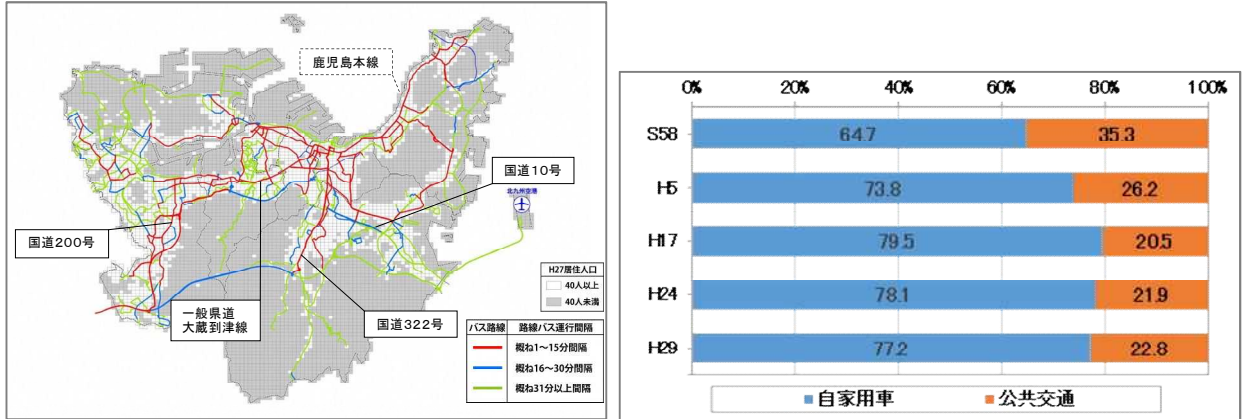 鹿児島本線
国道10号
北九州空港
国道200号
一般県道
大蔵到津線
国道322号
H27居住人口
40人以上
40人未満
バス路線 路線バス運行間隔
概ね1～15分間隔
概ね16～30分間隔
概ね31分以上間隔
0% 20% 40% 60% 80% 100%
S58 64.7 35.3
H5 73.8 26.2
H17 79.5 20.5
H24 78.1 21.9
H29 77.2 22.8
自家用車 公共交通